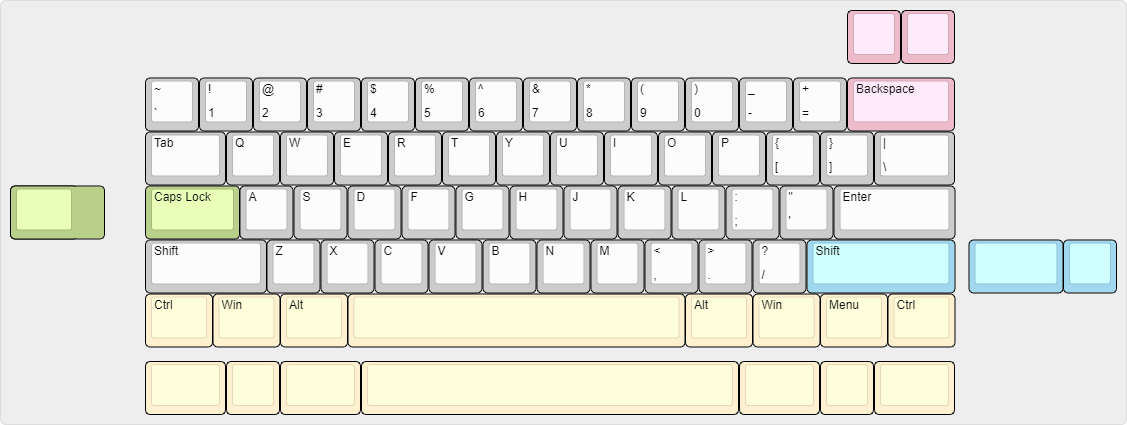 ~ ! @ # $ % ^ & * ( ) _ + Backspace
` 1 2 3 4 5 6 7 8 9 0 - =
Tab Q W E R T Y U I O P { } |
[ ] \
Caps Lock A S D F G H J K L : " Enter
; '
Shift Z X C V B N M < > ? Shift
, . /
Ctrl Win Alt Alt Win Menu Ctrl